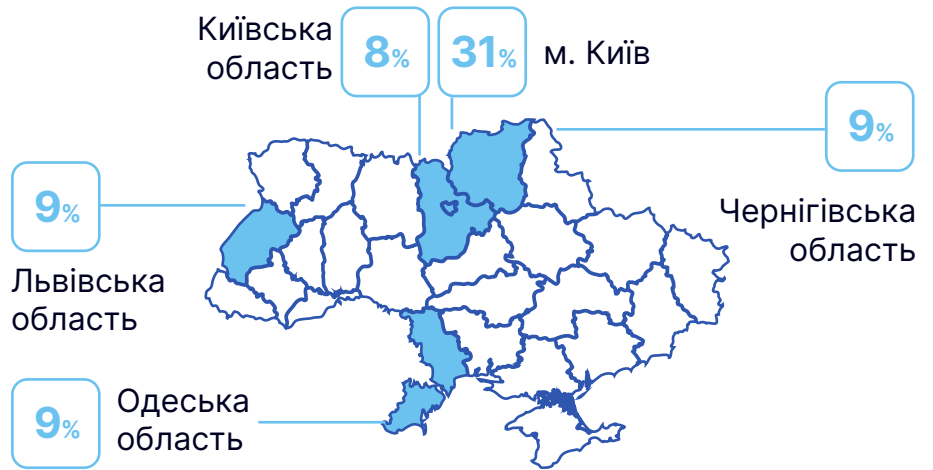 Київська
область
8%
31%
м. Київ
9%
Чернігівська
область
9%
Львівська
область
9%
Одеська
область